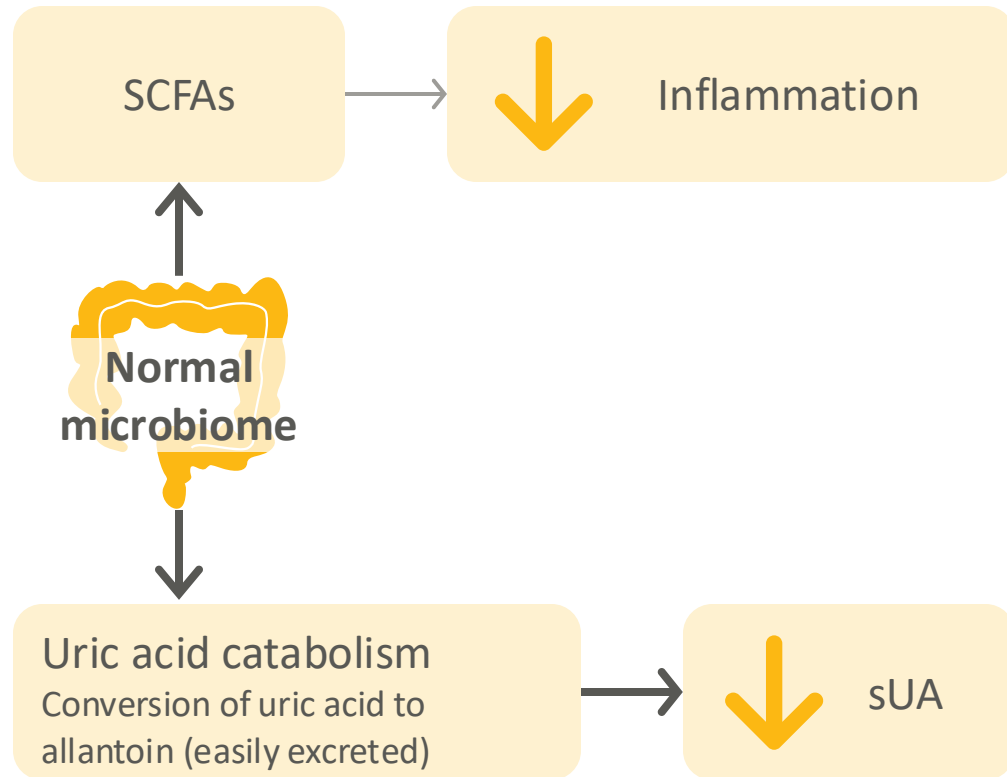 SCFAs
Inflammation
Normal
microbiome
Uric acid catabolism
Conversion of uric acid to
allantoin (easily excreted)
sUA